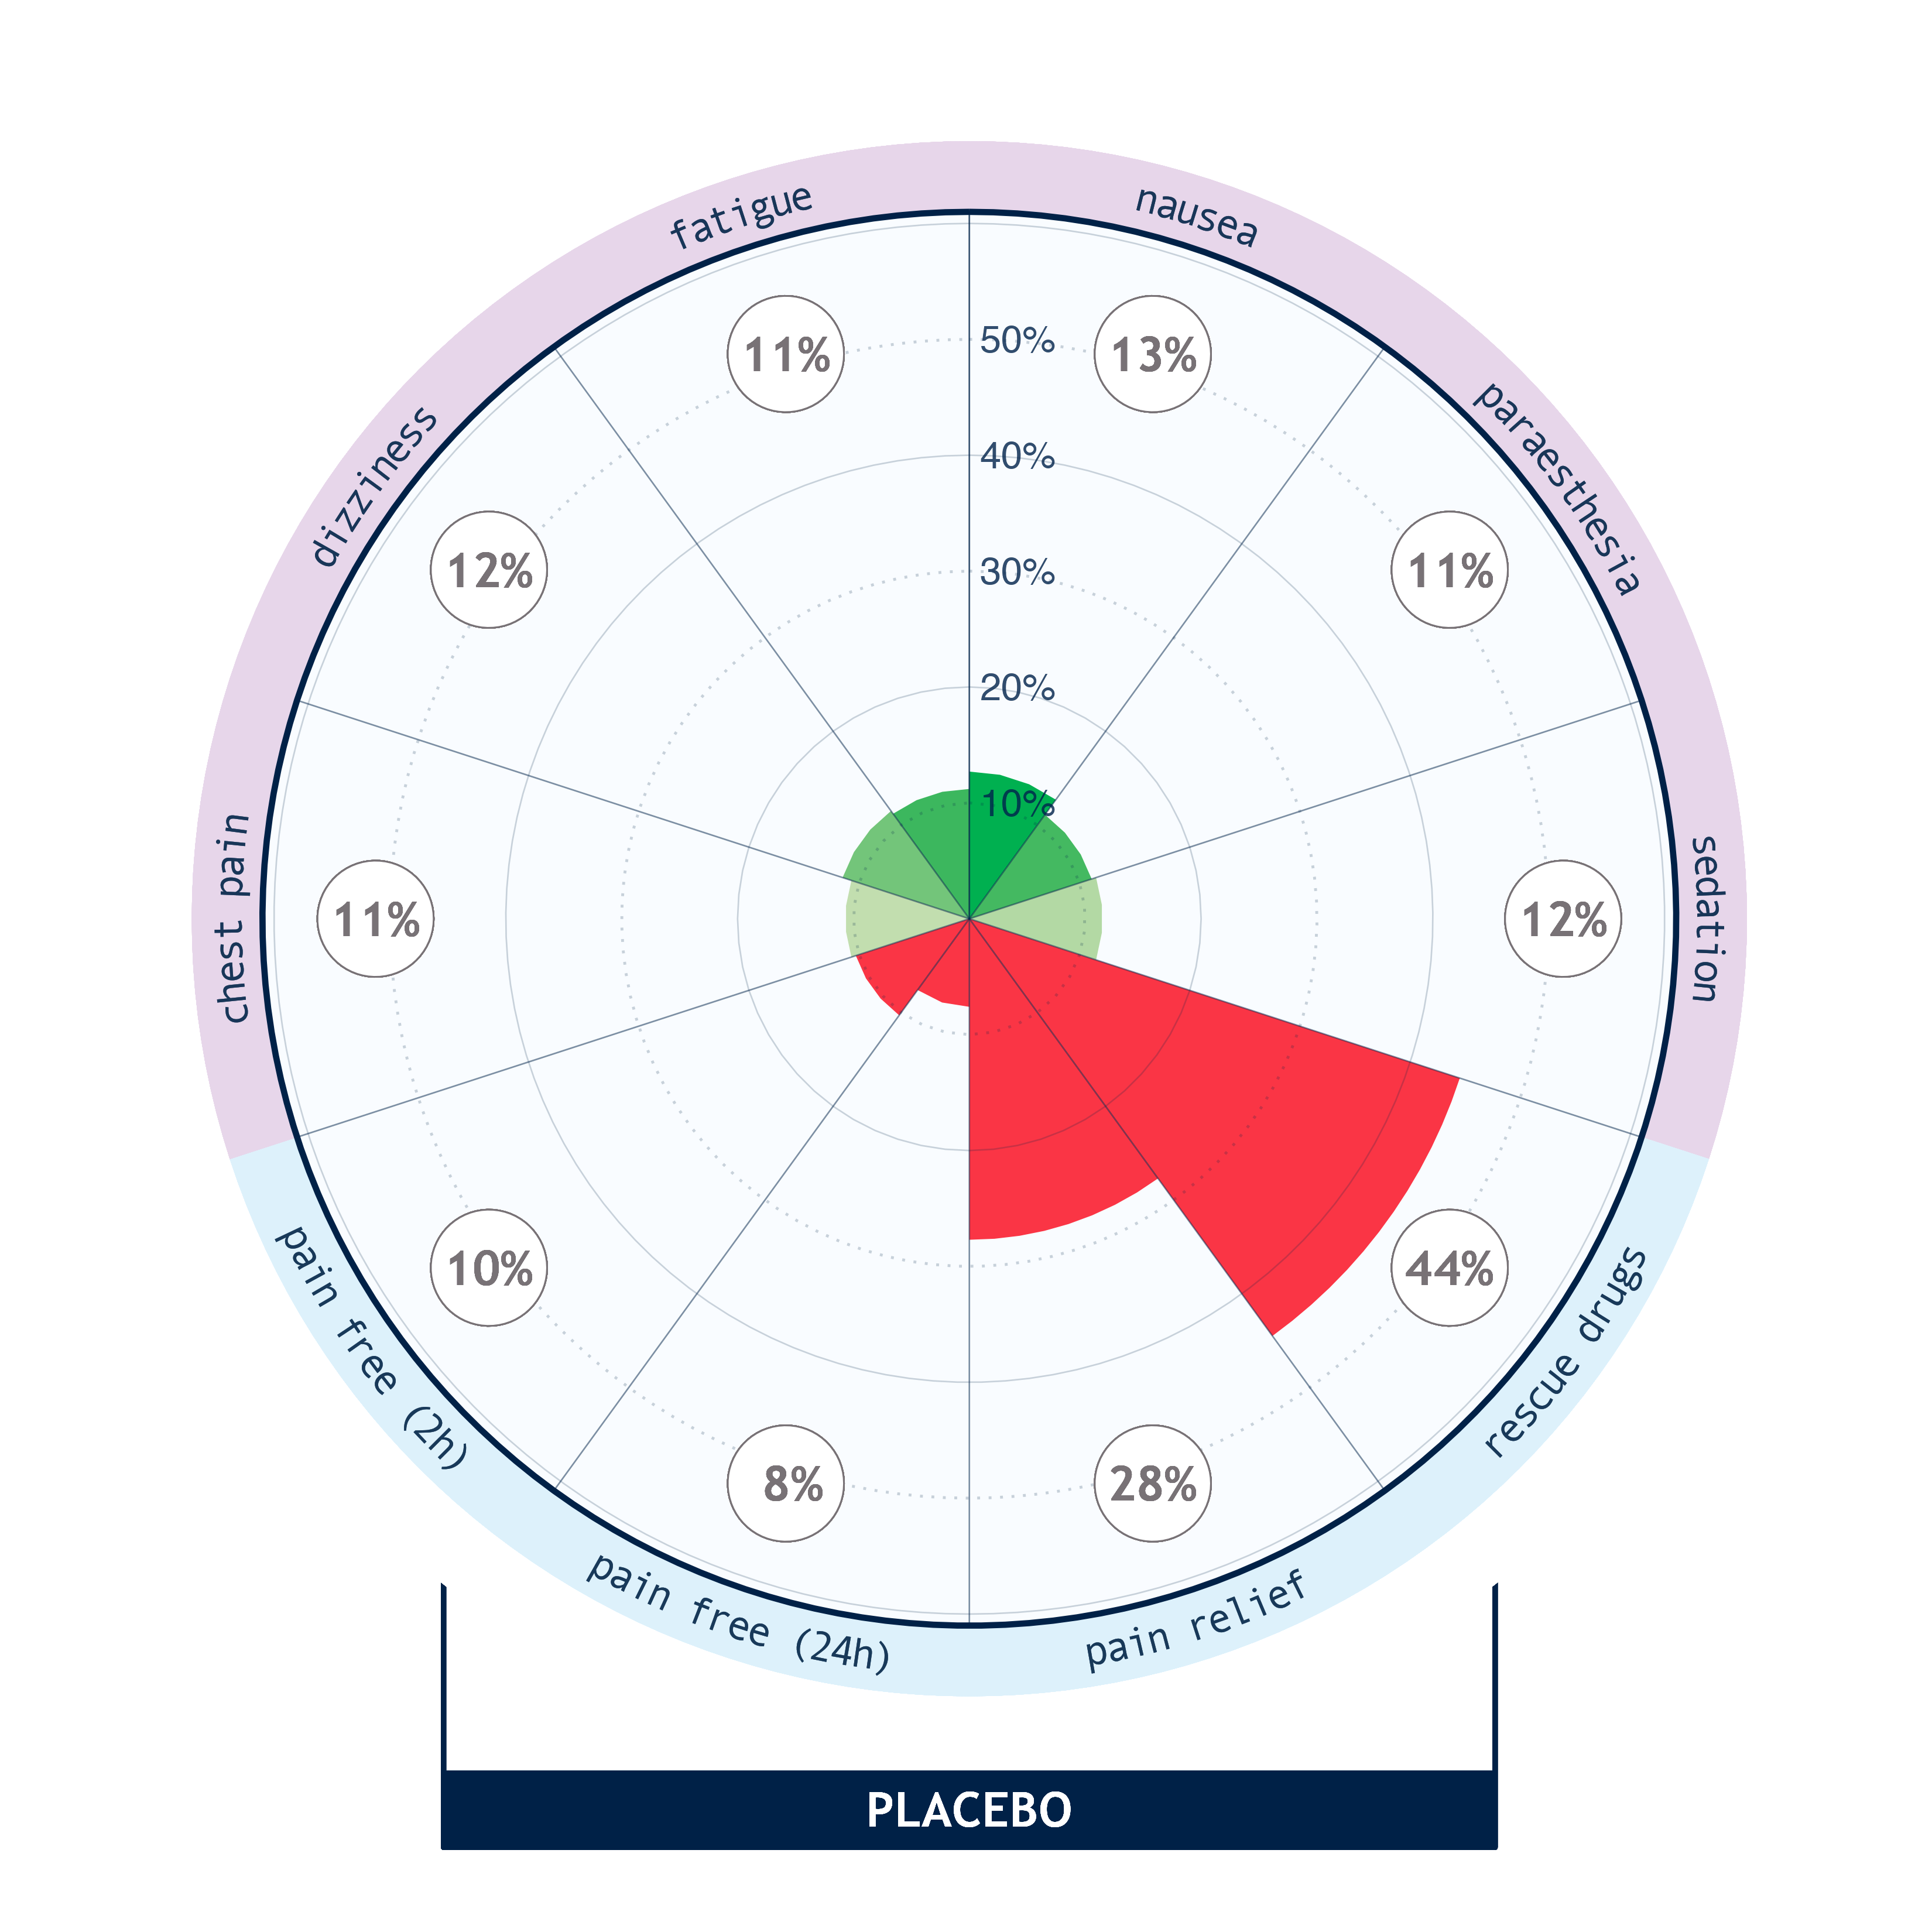 fatigue
nausea
50%
11%
13%
dizziness
paraesthesia
40%
12%
30%
11%
20%
10%
chest pain
11%
12%
sedation
pain free (2h)
10%
44%
rescue drugs
8%
28%
pain free (24h)
pain relief
PLACEBO